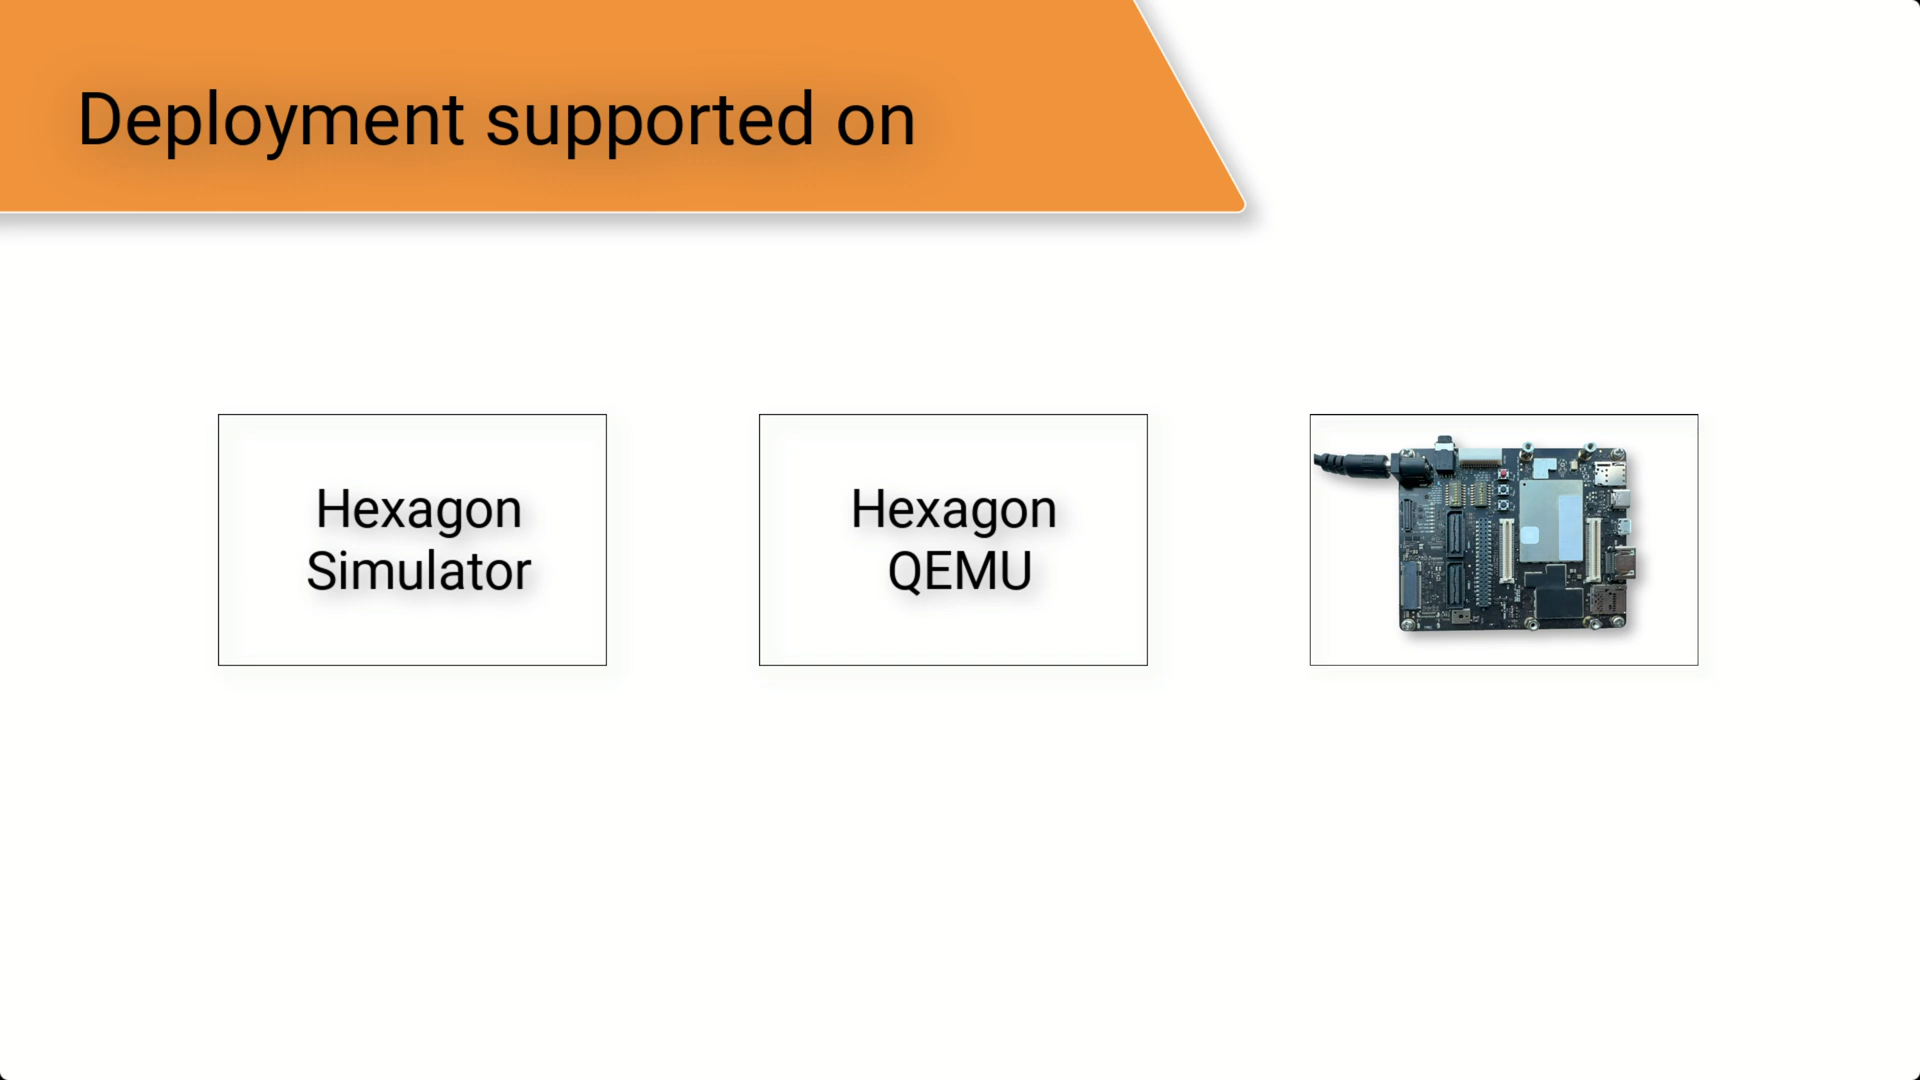 Deployment supported on
Hexagon
Simulator
Hexagon
QEMU